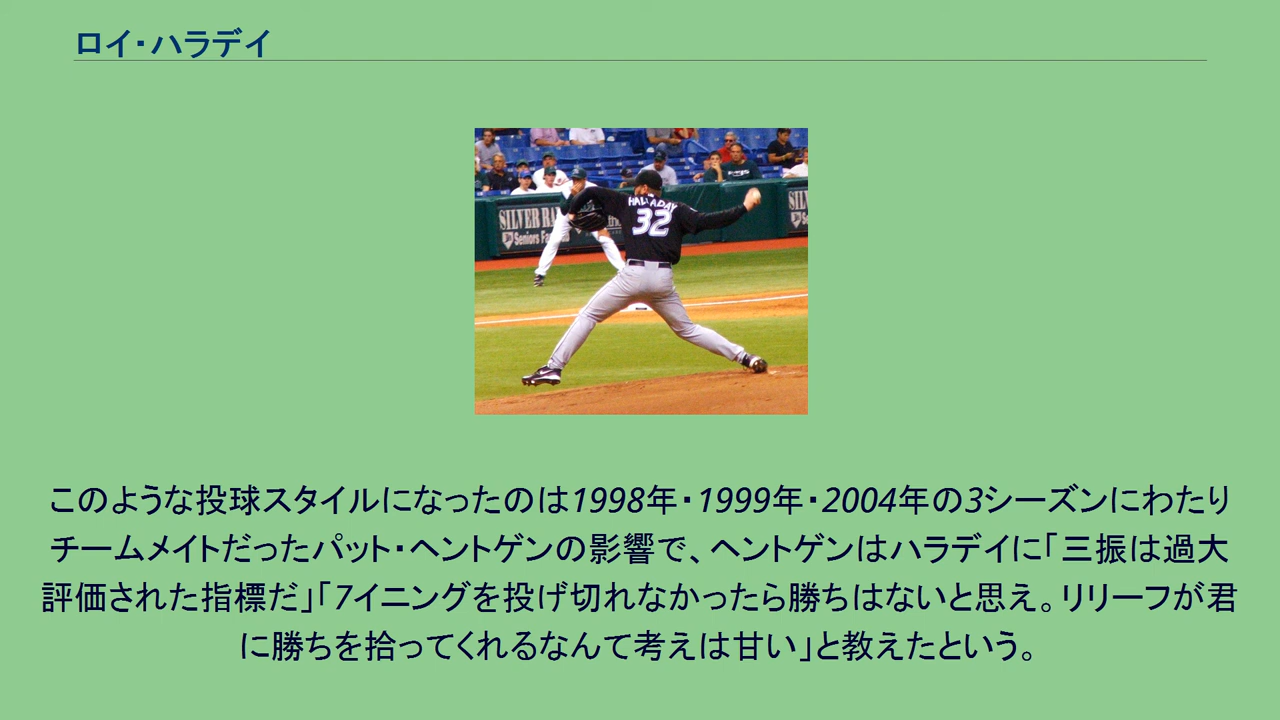 ロイ・ハラデイ
HALLADAY
32
SILVER
Seniors
このような投球スタイルになったのは1998年・1999年・2004年の3シーズンにわたり
チームメイトだったパット・ヘントゲンの影響で、ヘントゲンはハラデイに「三振は過大
評価された指標だ」「7イニングを投げ切れなかったら勝ちはないと思え。リリーフが君
に勝ちを拾ってくれるなんて考えは甘い」と教えたという。